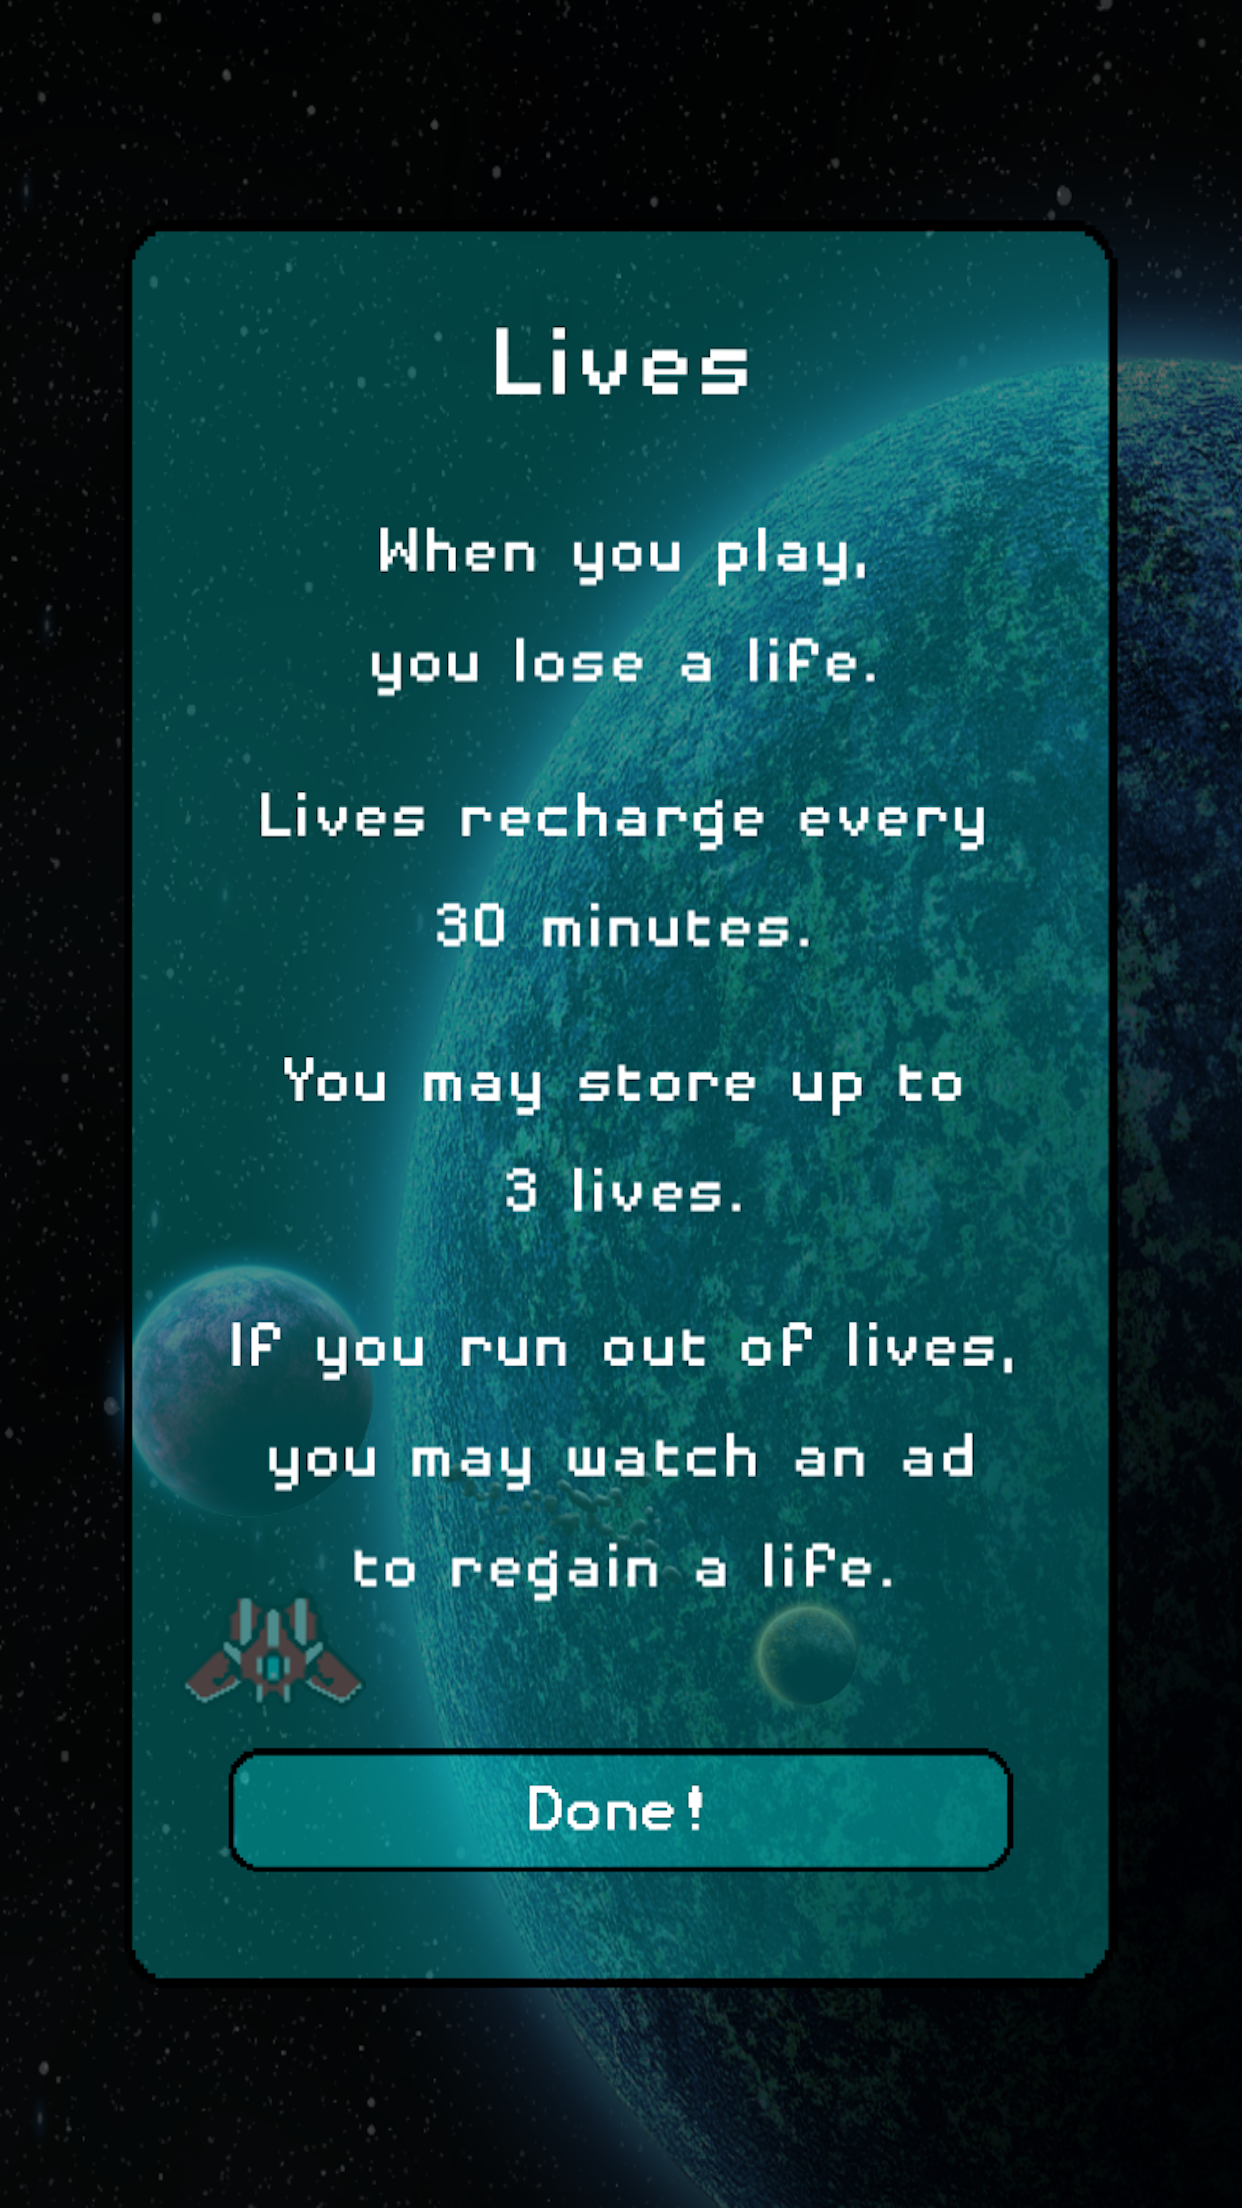 Lives
When you play,
you lose a life.
Lives recharge every
30 minutes.
You may store up to
3 lives.
If you run out of lives,
you may watch an ad
to regain a life.
Done!